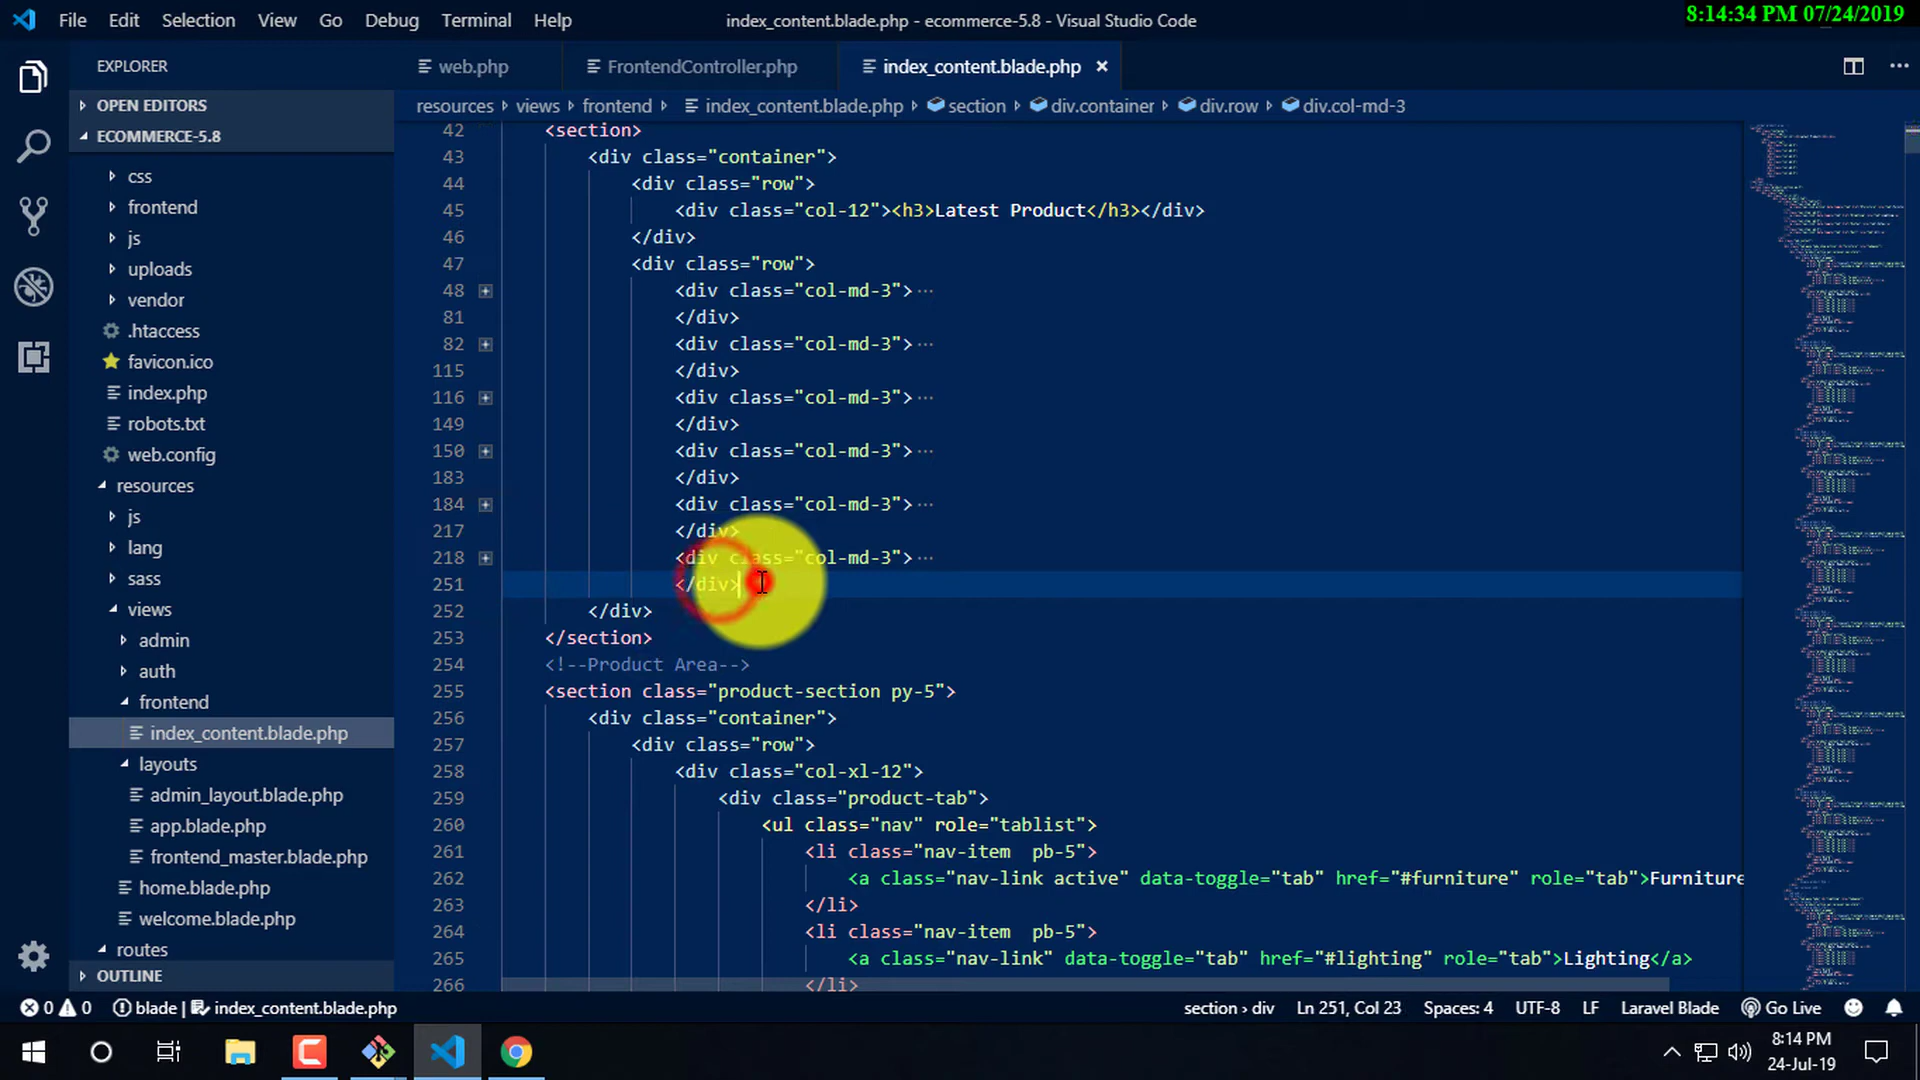 File Edit Selection View Go Debug Terminal Help
index_content.blade.php - ecommerce-5.8 - Visual Studio Code
8:14:34 PM 07/24/2019
EXPLORER
web.php FrontendController.php index_content.blade.php ×
resources › views › frontend › index_content.blade.php › section › div.container › div.row › div.col-md-3
OPEN EDITORS
ECOMMERCE-5.8
css
frontend
js
uploads
vendor
.htaccess
favicon.ico
index.php
robots.txt
web.config
resources
js
lang
sass
views
admin
auth
frontend
index_content.blade.php
layouts
admin_layout.blade.php
app.blade.php
frontend_master.blade.php
home.blade.php
welcome.blade.php
routes
OUTLINE
42 <section>
43 <div class="container">
44 <div class="row">
45 <div class="col-12"><h3>Latest Product</h3></div>
46 </div>
47 <div class="row">
48 <div class="col-md-3"> ···
81 </div>
82 <div class="col-md-3"> ···
115 </div>
116 <div class="col-md-3"> ···
149 </div>
150 <div class="col-md-3"> ···
183 </div>
184 <div class="col-md-3"> ···
217 </div>
218 <div class="col-md-3"> ···
251 </div>
252 </div>
253 </section>
254 <!--Product Area-->
255 <section class="product-section py-5">
256 <div class="container">
257 <div class="row">
258 <div class="col-xl-12">
259 <div class="product-tab">
260 <ul class="nav" role="tablist">
261 <li class="nav-item  pb-5">
262 <a class="nav-link active" data-toggle="tab" href="#furniture" role="tab">Furniture
263 </li>
264 <li class="nav-item  pb-5">
265 <a class="nav-link" data-toggle="tab" href="#lighting" role="tab">Lighting</a>
266 </li>
0 0 blade | index_content.blade.php
section › div Ln 251, Col 23 Spaces: 4 UTF-8 LF Laravel Blade Go Live
8:14 PM
24-Jul-19